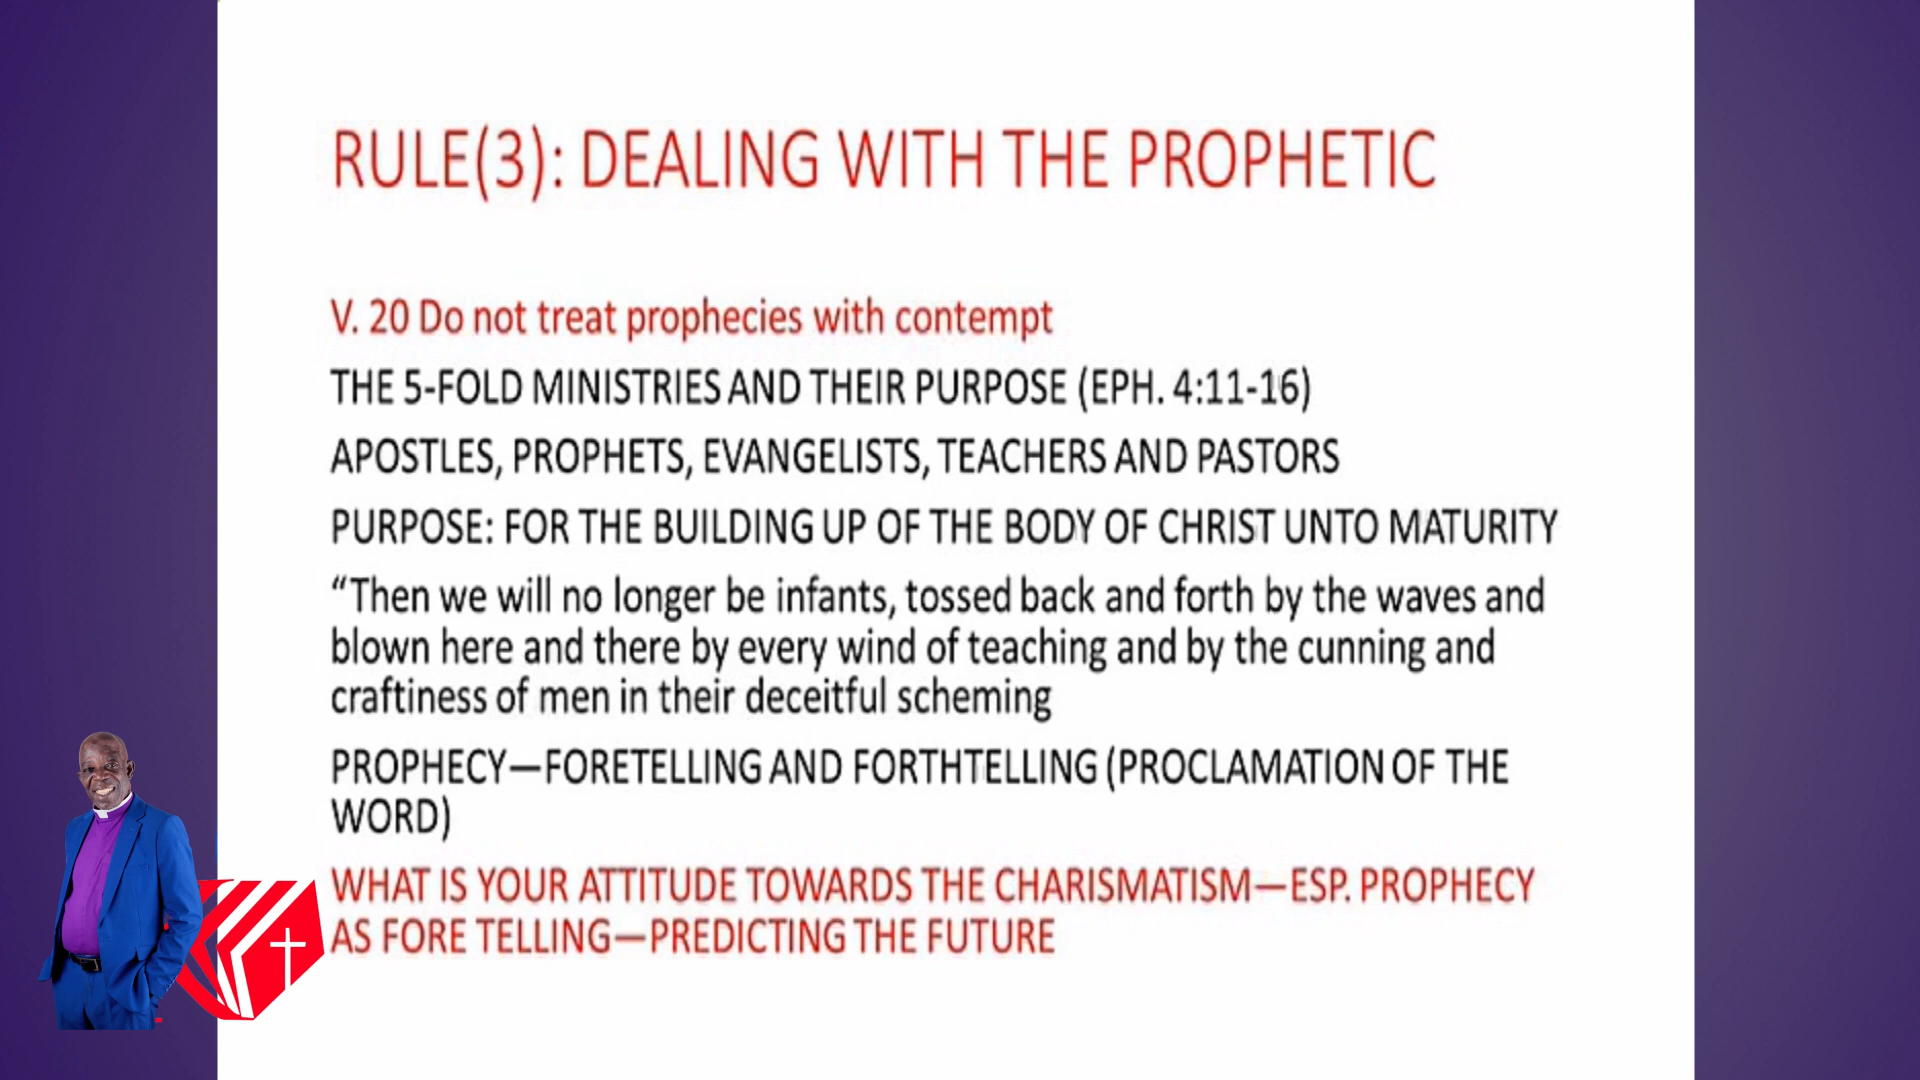 RULE(3): DEALING WITH THE PROPHETIC
V. 20 Do not treat prophecies with contempt
THE 5-FOLD MINISTRIES AND THEIR PURPOSE (EPH. 4:11-16)
APOSTLES, PROPHETS, EVANGELISTS, TEACHERS AND PASTORS
PURPOSE: FOR THE BUILDING UP OF THE BODY OF CHRIST UNTO MATURITY
“Then we will no longer be infants, tossed back and forth by the waves and
blown here and there by every wind of teaching and by the cunning and
craftiness of men in their deceitful scheming
PROPHECY—FORETELLING AND FORTHTELLING (PROCLAMATION OF THE
WORD)
WHAT IS YOUR ATTITUDE TOWARDS THE CHARISMATISM—ESP. PROPHECY
AS FORE TELLING—PREDICTING THE FUTURE